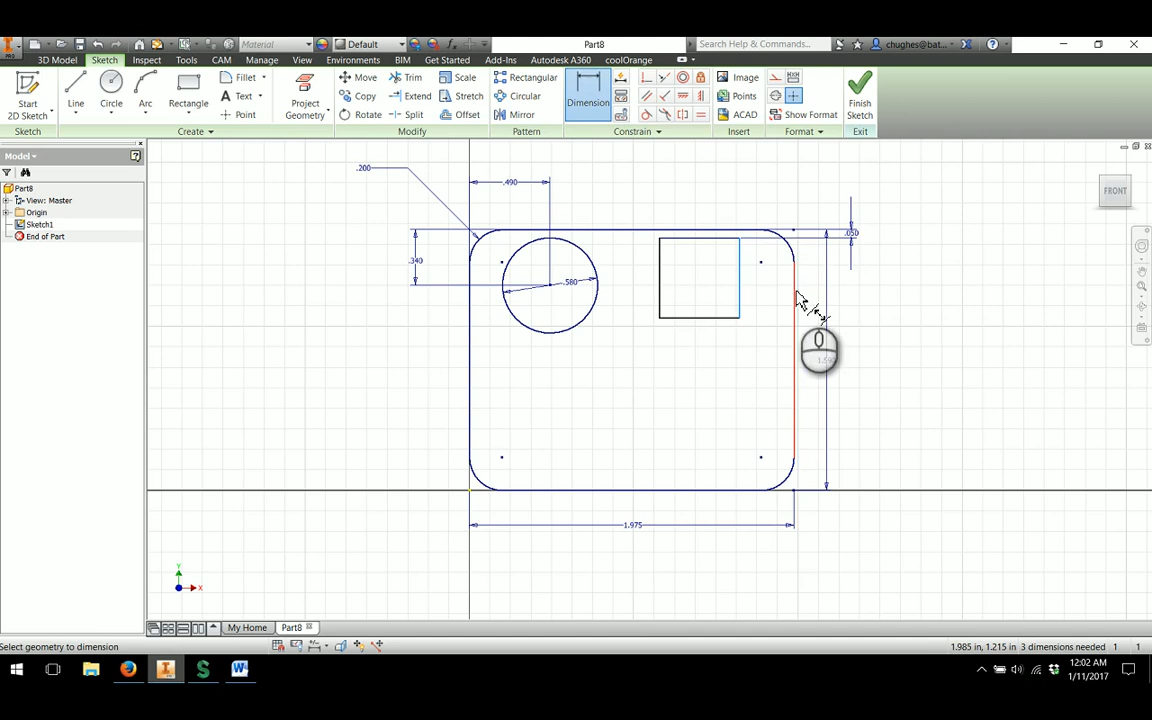 PRO
Material
Default
Part8
Search Help & Commands...
chughes@bat...
3D Model Sketch Inspect Tools CAM Manage View Environments BIM Get Started Add-Ins Autodesk A360 coolOrange
Start
2D Sketch
Line
Circle
Arc
Rectangle
Fillet
Text
Point
Project
Geometry
Move
Copy
Rotate
Trim
Extend
Split
Scale
Stretch
Offset
Rectangular
Circular
Mirror
Dimension
Image
Points
ACAD
Show Format
Finish
Sketch
Sketch Create Modify Pattern Constrain Insert Format Exit
Model
Part8
View: Master
Origin
Sketch1
End of Part
.200
.490
.050
FRONT
.340
.580
1.975
Y
X
My Home Part8
Select geometry to dimension
1.985 in, 1.215 in 3 dimensions needed 1 1
12:02 AM
1/11/2017